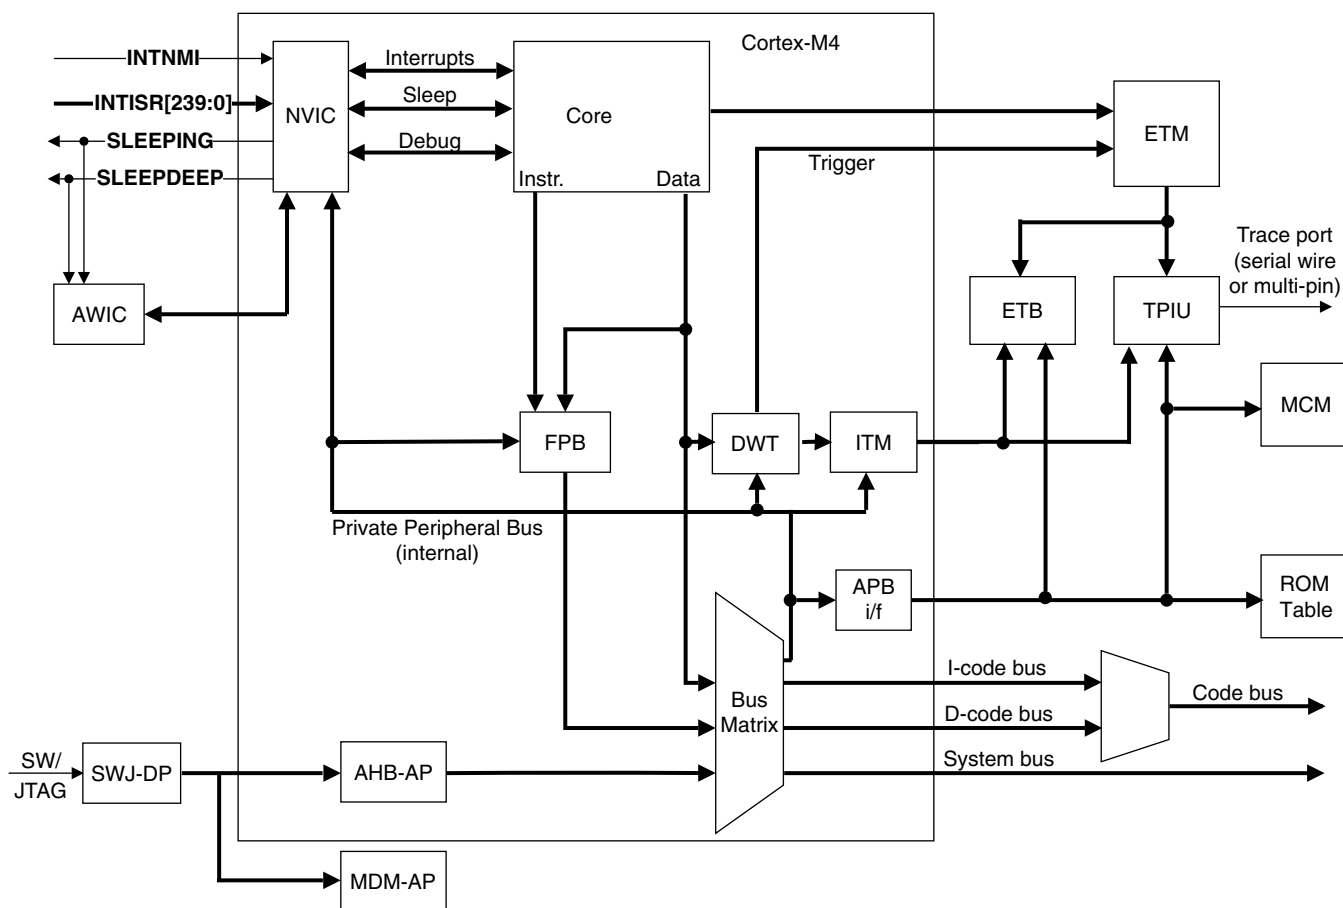 Cortex-M4
INTNMI
INTISR[239:0]
SLEEPING
SLEEPDEEP
NVIC
Interrupts
Sleep
Debug
Core
Instr.
Data
Trigger
ETM
AWIC
ETB
TPIU
Trace port
(serial wire
or multi-pin)
MCM
FPB
DWT
ITM
Private Peripheral Bus
(internal)
APB
i/f
ROM
Table
Bus
Matrix
I-code bus
D-code bus
System bus
Code bus
SW/
JTAG
SWJ-DP
AHB-AP
MDM-AP